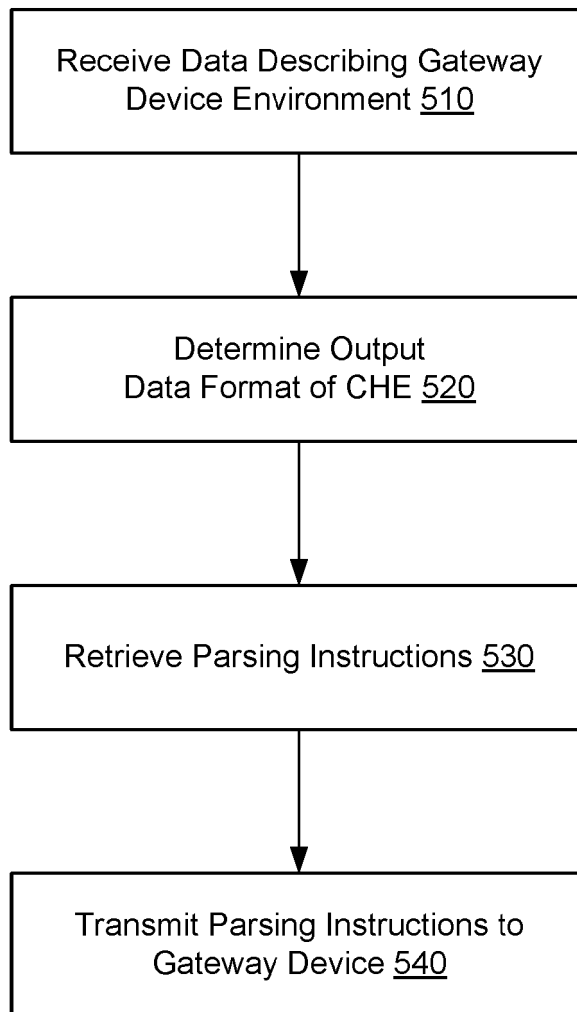 Receive Data Describing Gateway
Device Environment 510
Determine Output
Data Format of CHE 520
Retrieve Parsing Instructions 530
Transmit Parsing Instructions to
Gateway Device 540